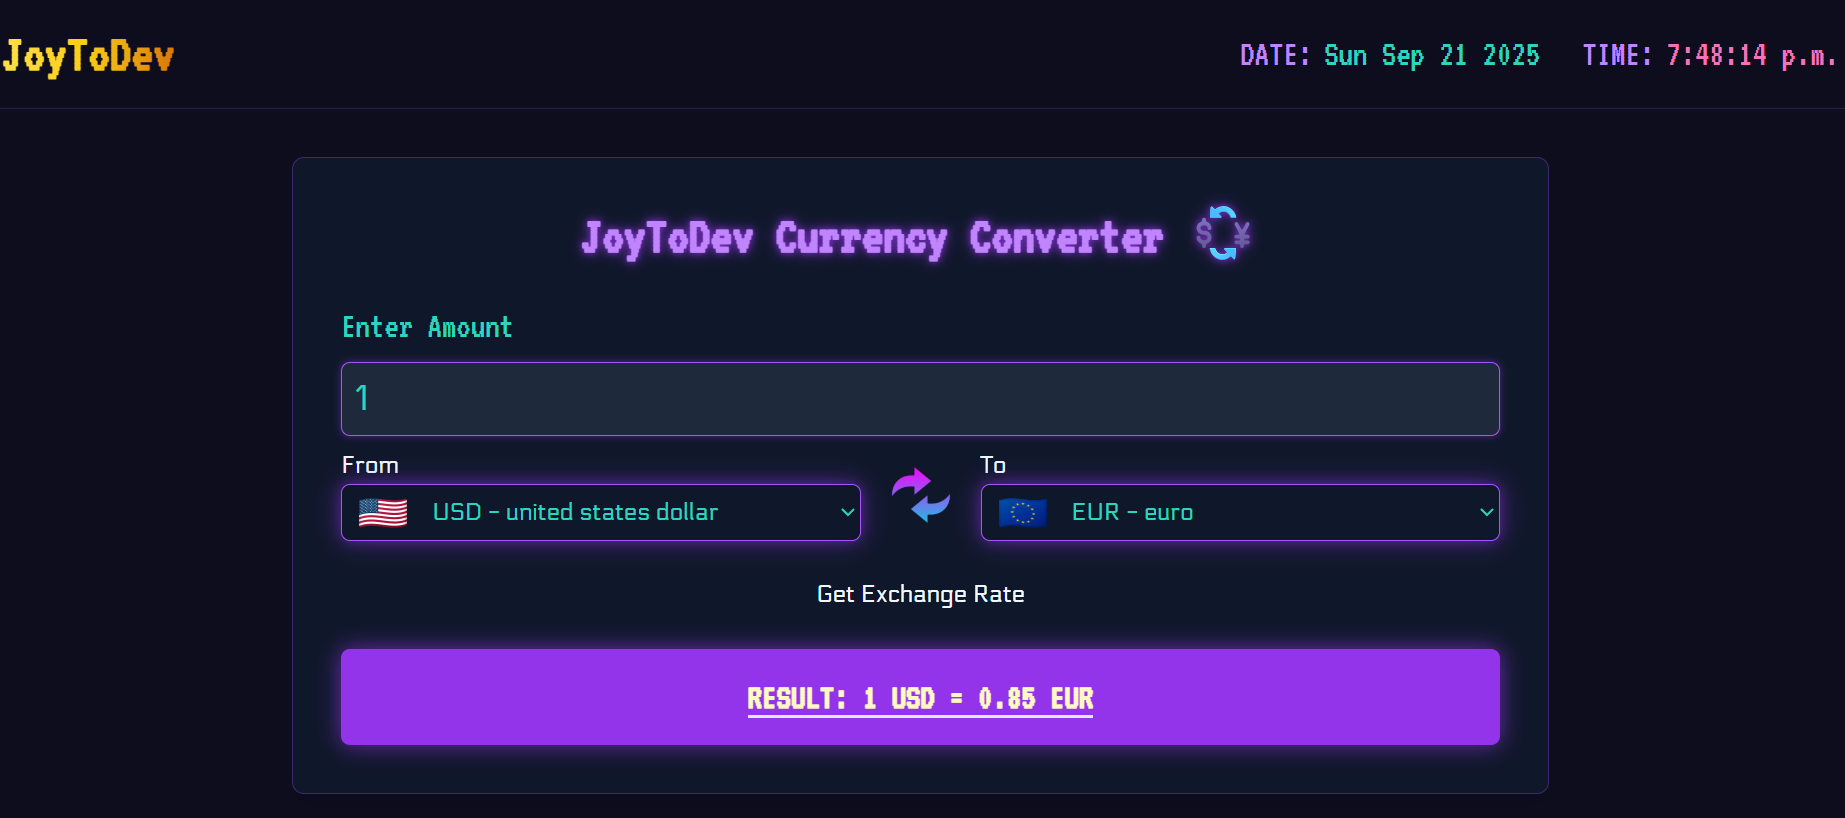 JoyToDev
DATE: Sun Sep 21 2025 TIME: 7:48:14 p.m.
JoyToDev Currency Converter $ ¥
Enter Amount
1
From
To
USD - united states dollar
EUR - euro
Get Exchange Rate
RESULT: 1 USD = 0.85 EUR